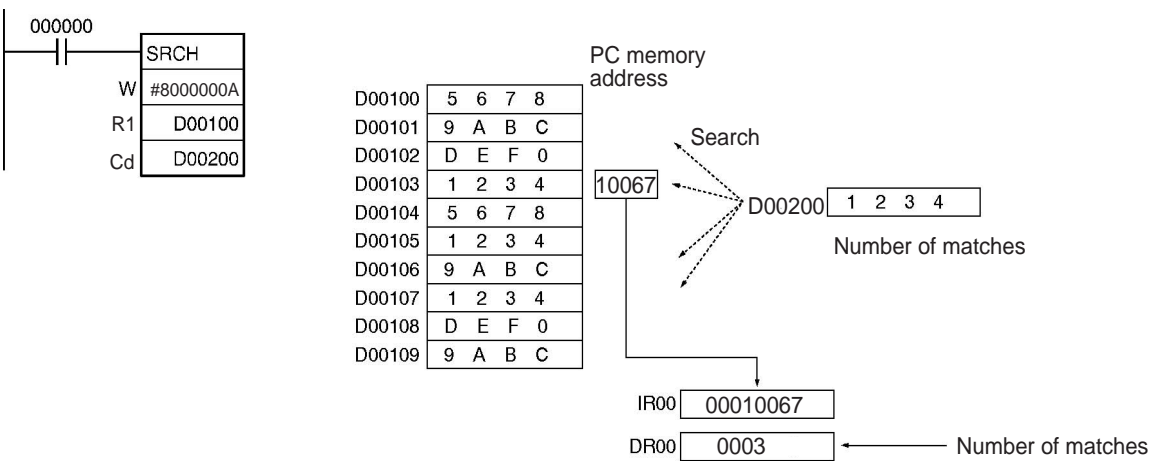 000000
SRCH
W #8000000A
R1 D00100
Cd D00200
PC memory
address
D00100 5 6 7 8
D00101 9 A B C
D00102 D E F 0
D00103 1 2 3 4
D00104 5 6 7 8
D00105 1 2 3 4
D00106 9 A B C
D00107 1 2 3 4
D00108 D E F 0
D00109 9 A B C
10067
Search
D00200 1 2 3 4
Number of matches
IR00 00010067
DR00 0003 Number of matches